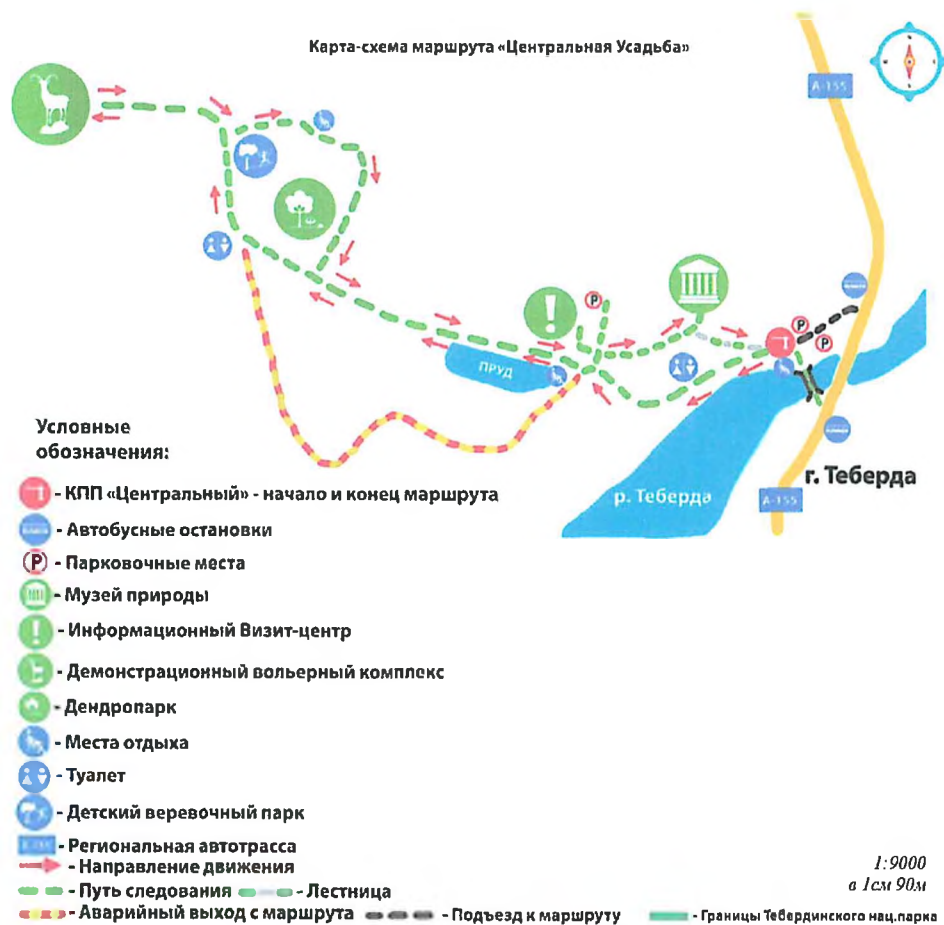 Карта-схема маршрута «Центральная Усадьба»
А-155
P
ПРУД
P
P
р. Теберда
г. Теберда
А-155
Условные
обозначения:
- КПП «Центральный» - начало и конец маршрута
- Автобусные остановки
P - Парковочные места
- Музей природы
- Информационный Визит-центр
- Демонстрационный вольерный комплекс
- Дендропарк
- Места отдыха
- Туалет
- Детский веревочный парк
- Региональная автотрасса
- Направление движения
- Путь следования - Лестница
- Аварийный выход с маршрута - Подъезд к маршруту - Границы Тебердинского нац.парка
1:9000
в 1см 90м